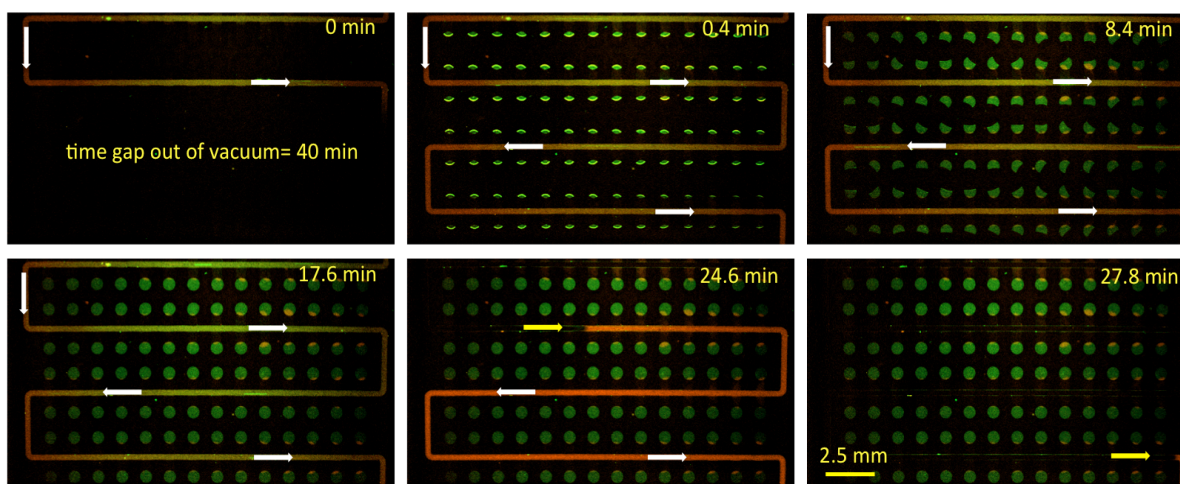 0 min
0.4 min
8.4 min
time gap out of vacuum= 40 min
17.6 min
24.6 min
27.8 min
2.5 mm